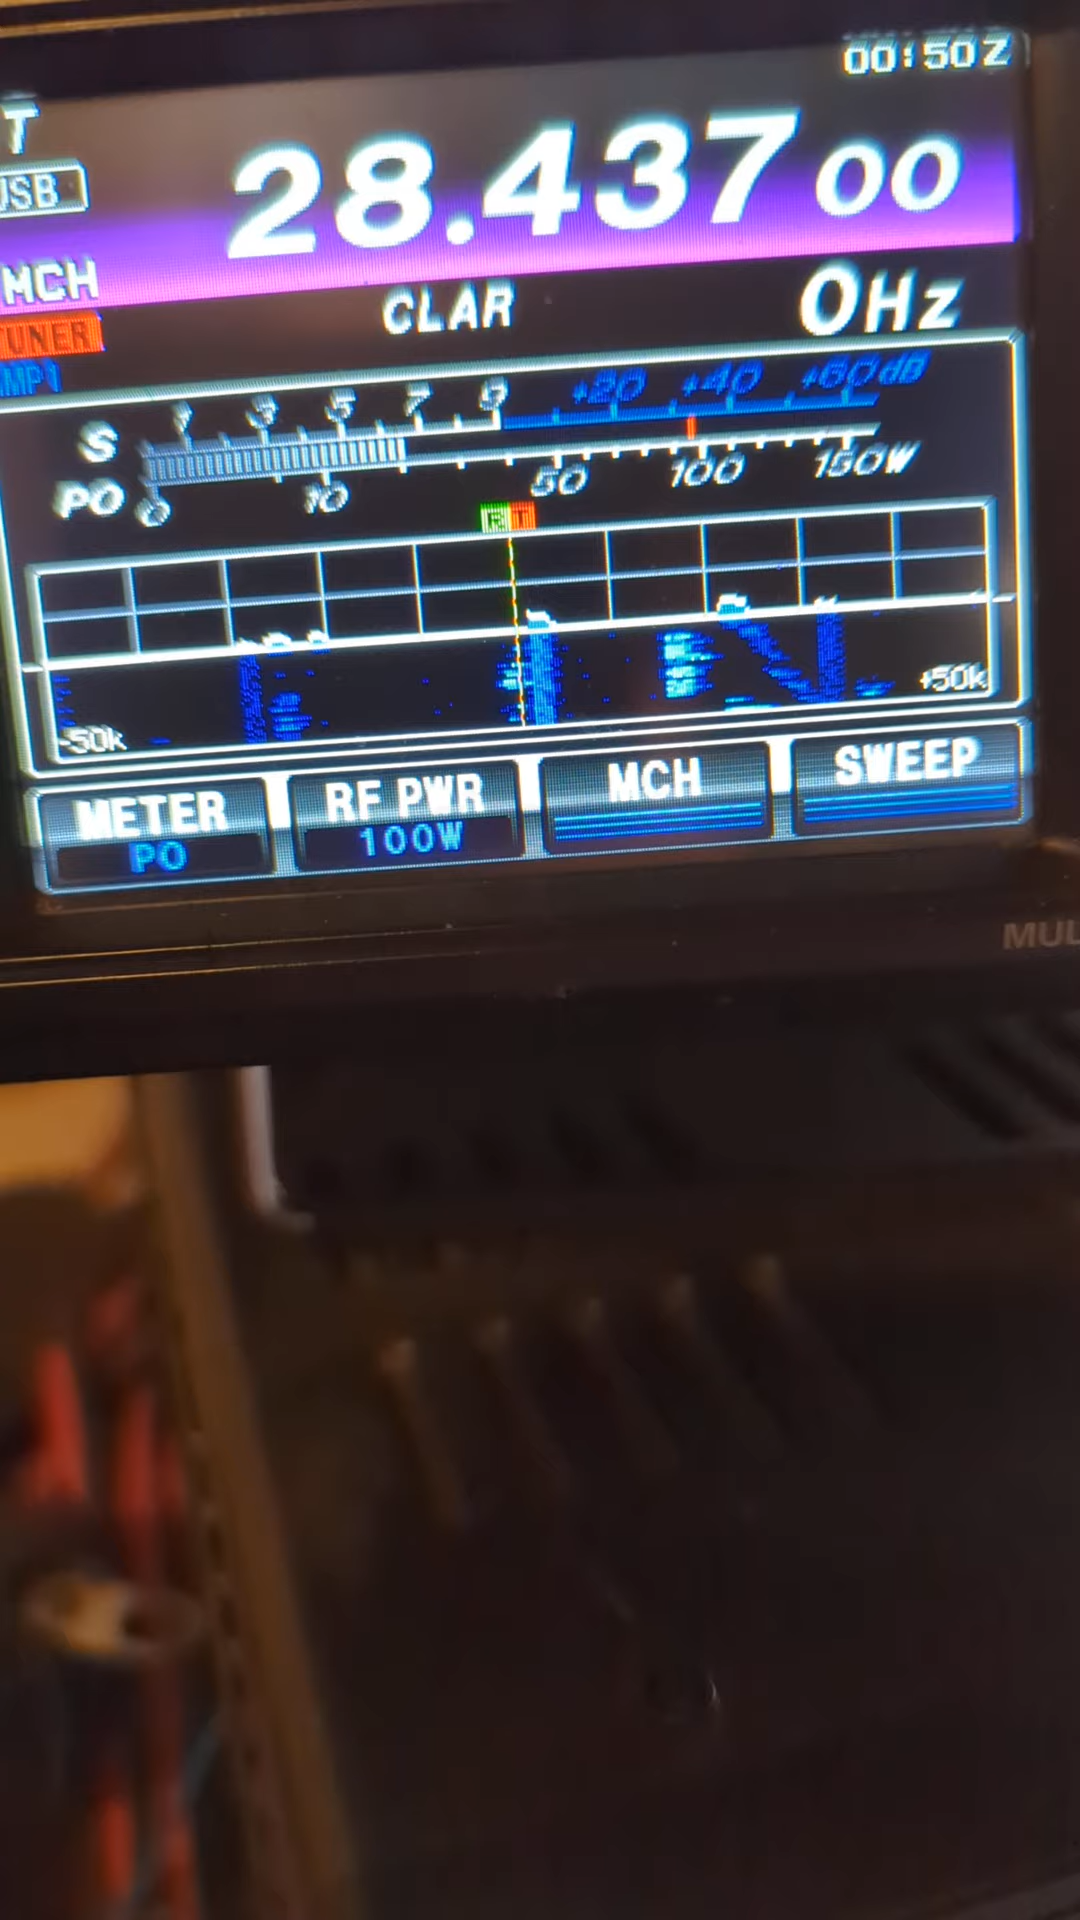 00:50Z
T
USB
28.437 00
MCH
CLAR 0Hz
TUNER
AMP1
S 1 3 5 7 9 +20 +40 +60dB
PO 0 10 50 100 150W
R T
-50k +50k
METER RF PWR MCH SWEEP
PO 100W
MUL